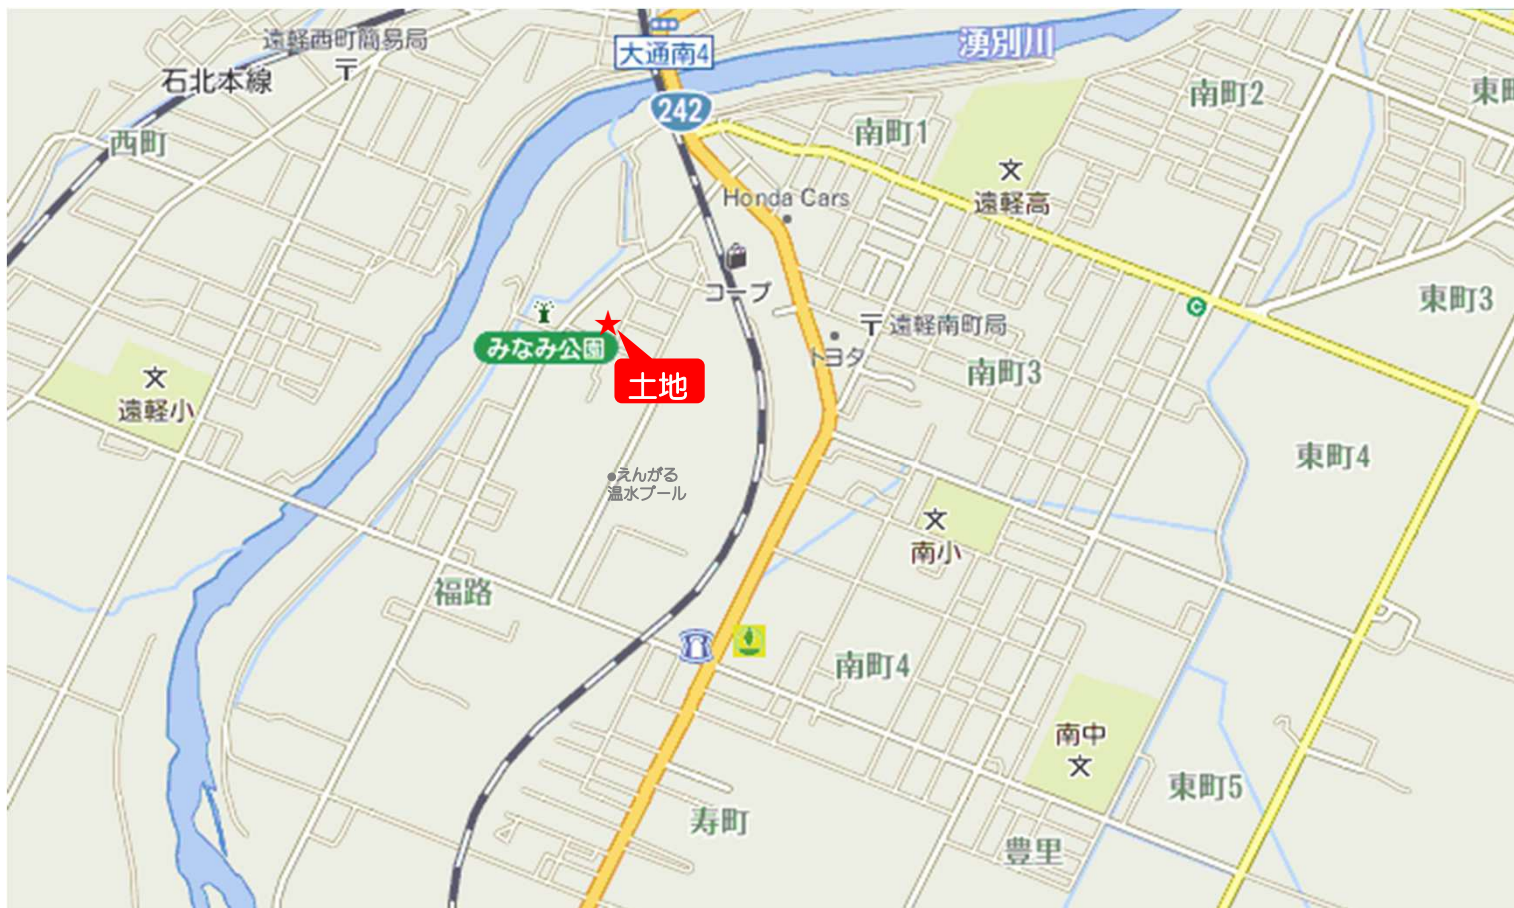 遠軽西町簡易局
大通南4
湧別川
石北本線
242
南町2
東町
西町
南町1
遠軽高
Honda Cars
コープ
東町3
遠軽南町局
みなみ公園
トヨタ
土地
南町3
遠軽小
東町4
えんがる
温水プール
南小
福路
南町4
南中
東町5
寿町
豊里